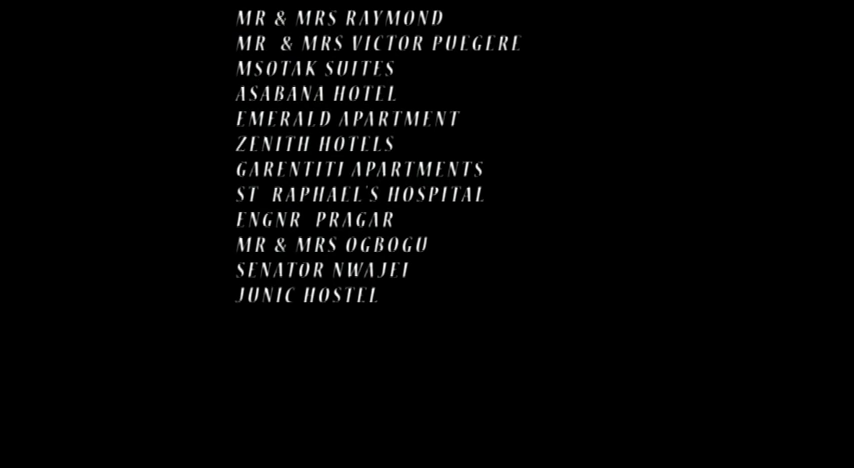 MR & MRS RAYMOND
MR & MRS VICTOR PUEGERE
MSOTAK SUITES
ASABANA HOTEL
EMERALD APARTMENT
ZENITH HOTELS
GARENTITI APARTMENTS
ST RAPHAEL'S HOSPITAL
ENGNR PRAGAR
MR & MRS OGBOGU
SENATOR NWAJEI
JUNIC HOSTEL